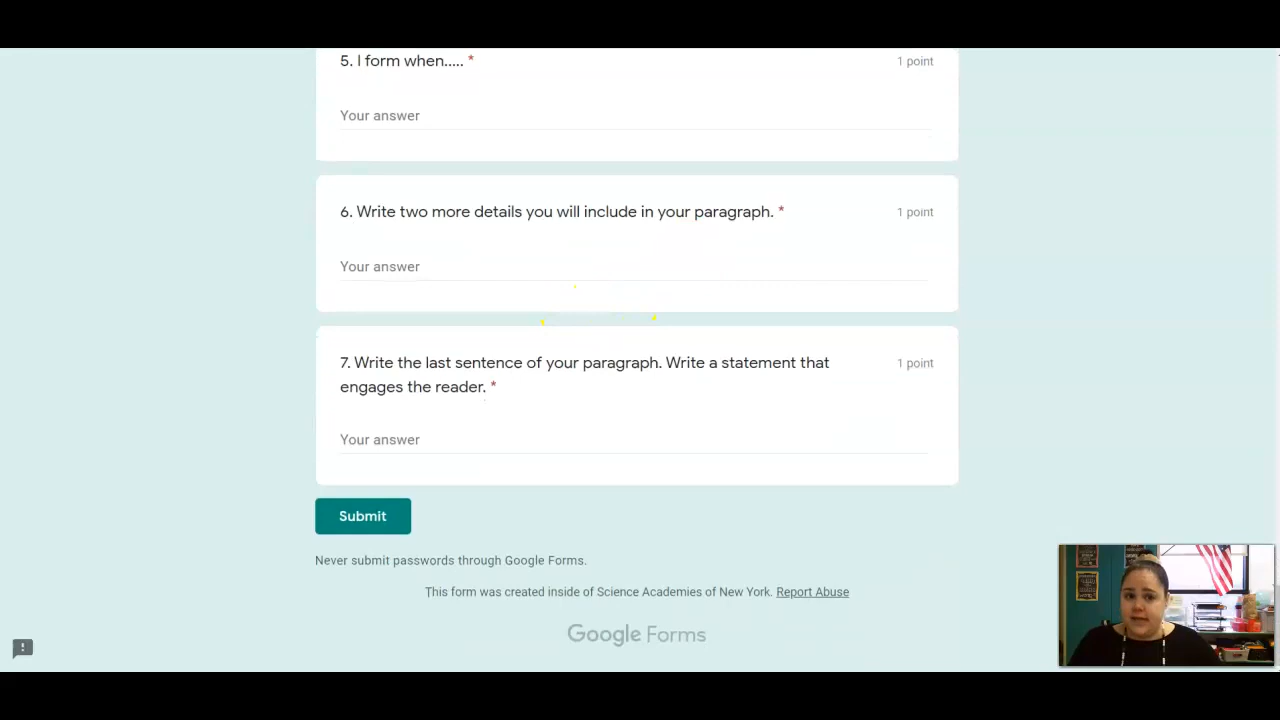 5. I form when..... *
1 point
Your answer
6. Write two more details you will include in your paragraph. *
1 point
Your answer
7. Write the last sentence of your paragraph. Write a statement that
engages the reader. *
1 point
Your answer
Submit
Never submit passwords through Google Forms.
This form was created inside of Science Academies of New York. Report Abuse
Google Forms